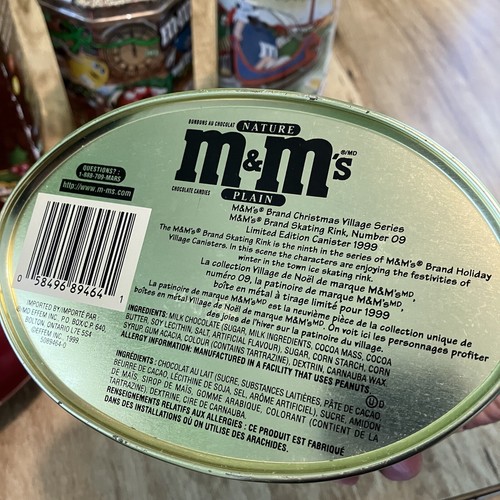 BONBONS AU CHOCOLAT
NATURE
m&m's
®/MD
CHOCOLATE CANDIES
PLAIN
QUESTIONS?:
1-888-709-MARS
http://www.m-ms.com
M&M's® Brand Christmas Village Series
M&M's® Brand Skating Rink, Number 09
Limited Edition Canister 1999
The M&M's® Brand Skating Rink is the ninth in the series of M&M's® Brand Holiday
Village Canisters. In this scene the characters are enjoying the festivities of
winter in the town ice skating rink.
La collection Village de Noël de marque M&M'sMD
La patinoire de marque M&M'sMD,
numéro 09, boîte en métal à tirage limité pour 1999
La patinoire de marque M&M'sMD est la neuvième pièce de la collection unique de
boîtes en métal Village de Noël de marque M&M'sMD. On voit ici les personnages profiter
des joies de l'hiver sur la patinoire du village.
0 58496 89464 1
IMPORTED BY/IMPORTÉ PAR
EFFEM INC., P.O. BOX/C.P. 640,
BOLTON, ONTARIO L7E 5S4
©EFFEM INC., 1999
5089464-0
INGREDIENTS: MILK CHOCOLATE (SUGAR, MILK INGREDIENTS, COCOA MASS, COCOA
BUTTER, SOY LECITHIN, SALT, ARTIFICIAL FLAVOUR), SUGAR, CORN STARCH, CORN
SYRUP, GUM ACACIA, COLOUR (CONTAINS TARTRAZINE), DEXTRIN, CARNAUBA WAX.
ALLERGY INFORMATION: MANUFACTURED IN A FACILITY THAT USES PEANUTS.
U D
INGRÉDIENTS: CHOCOLAT AU LAIT (SUCRE, SUBSTANCES LAITIÈRES, PÂTE DE CACAO,
BEURRE DE CACAO, LÉCITHINE DE SOJA, SEL, ARÔME ARTIFICIEL), SUCRE, AMIDON
DE MAÏS, SIROP DE MAÏS, GOMME ARABIQUE, COLORANT (CONTIENT DE LA
TARTRAZINE), DEXTRINE, CIRE DE CARNAUBA.
RENSEIGNEMENTS RELATIFS AUX ALLERGIES : CE PRODUIT EST FABRIQUÉ
DANS DES INSTALLATIONS OÙ ON UTILISE DES ARACHIDES.